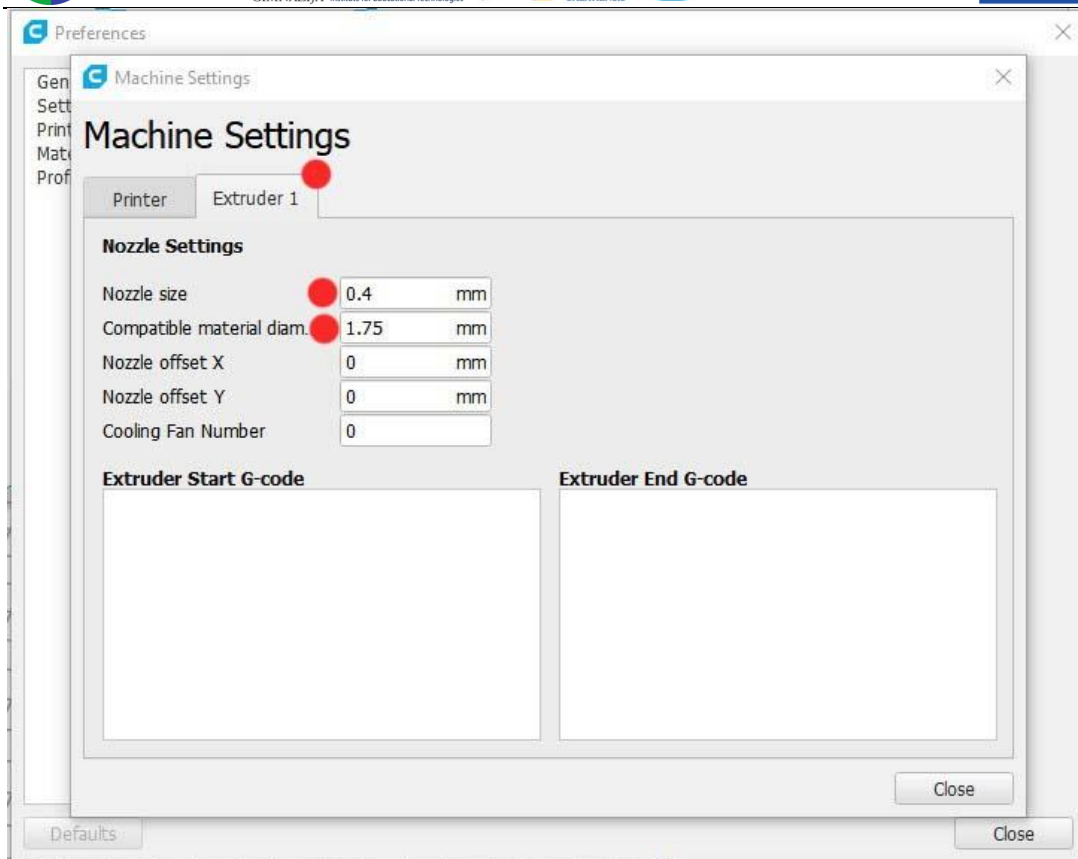 Preferences
Machine Settings
Gen
Sett
Print
Mate
Prof
Machine Settings
Printer
Extruder 1
Nozzle Settings
Nozzle size 0.4 mm
Compatible material diam. 1.75 mm
Nozzle offset X 0 mm
Nozzle offset Y 0 mm
Cooling Fan Number 0
Extruder Start G-code
Extruder End G-code
Close
Defaults
Close